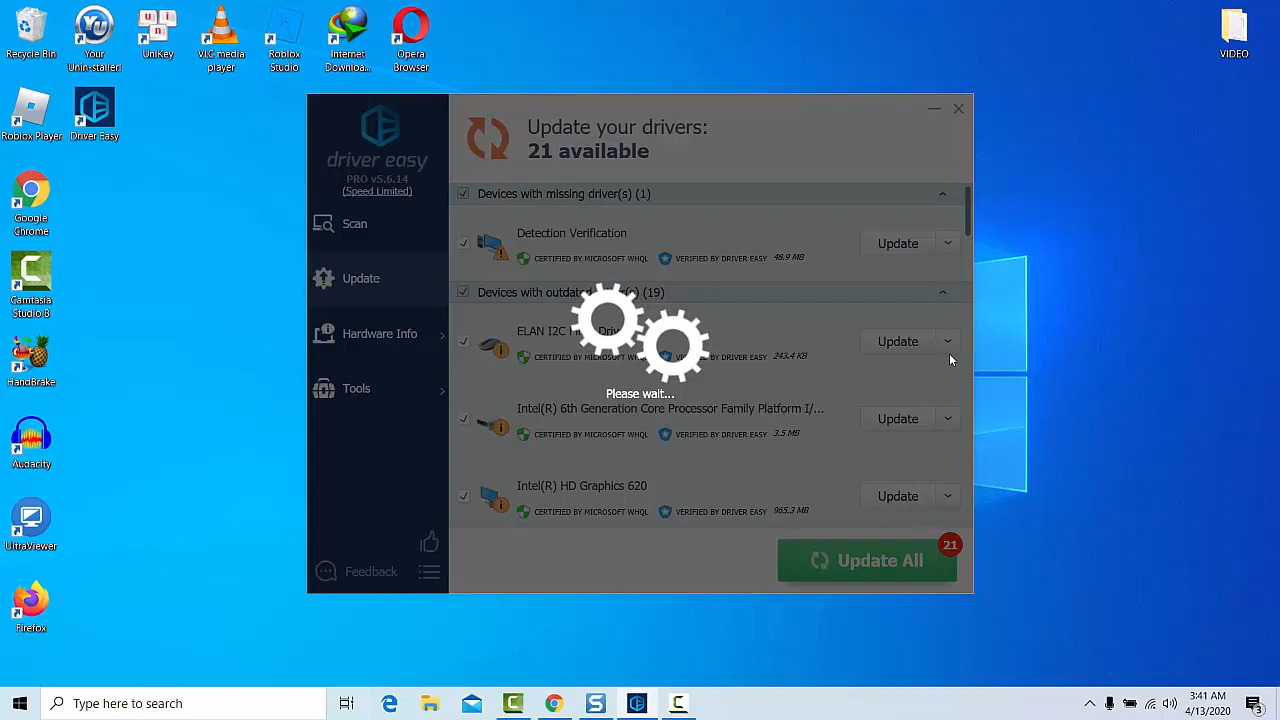 Recycle Bin
Your
Unin-staller!
UniKey
VLC media
player
Roblox
Studio
Internet
Downloa...
Opera
Browser
VIDEO
Roblox Player
Driver Easy
Google
Chrome
Camtasia
Studio 8
HandBrake
Audacity
UltraViewer
Firefox
driver easy
PRO v5.6.14
(Speed Limited)
Scan
Update
Hardware Info
Tools
Feedback
Update your drivers:
21 available
Devices with missing driver(s) (1)
Detection Verification
CERTIFIED BY MICROSOFT WHQL VERIFIED BY DRIVER EASY 48.9 MB
Update
Devices with (19)
ELAN I2C
CERTIFIED BY MICROSOFT WHQL VERIFIED BY DRIVER EASY 243.4 KB
Update
Please wait...
Intel(R) 6th Generation Core Processor Family Platform I/...
CERTIFIED BY MICROSOFT WHQL VERIFIED BY DRIVER EASY 3.5 MB
Update
Intel(R) HD Graphics 620
CERTIFIED BY MICROSOFT WHQL VERIFIED BY DRIVER EASY 965.3 MB
Update
Update All
21
Type here to search
3:41 AM
4/13/2020
3